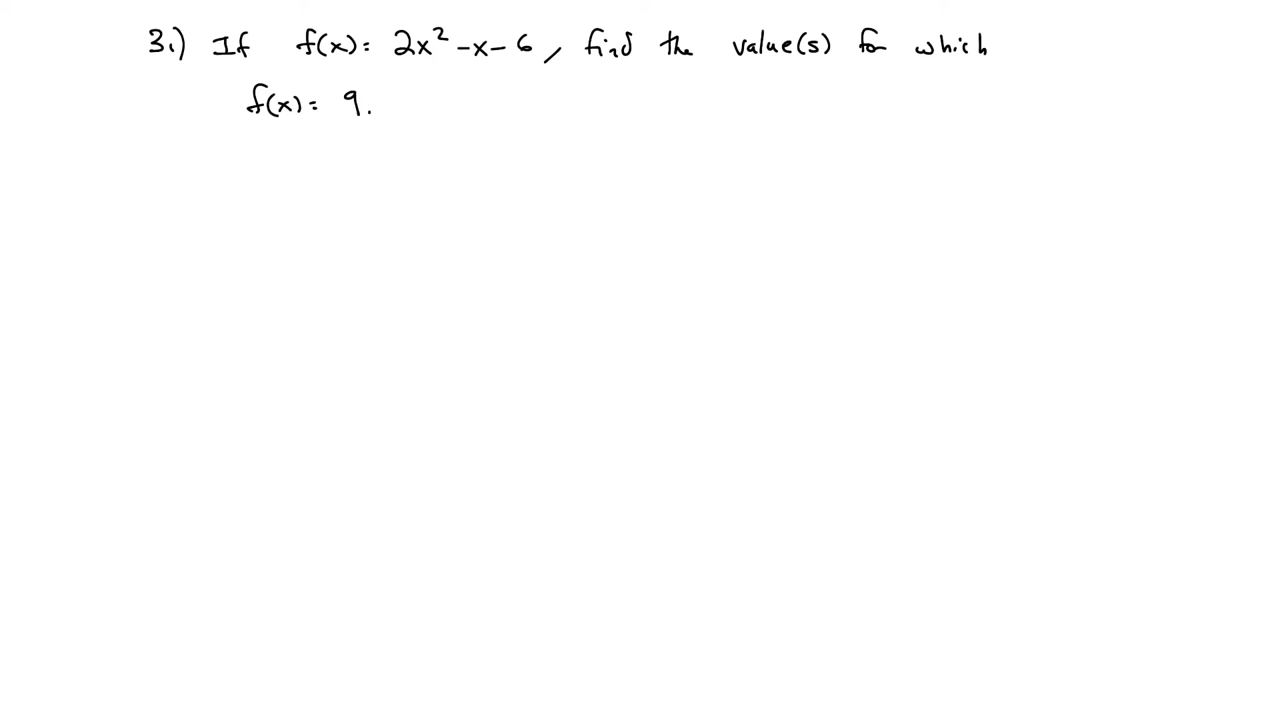 3.) If f(x) = 2x² - x - 6, find the value(s) for which
f(x) = 9.